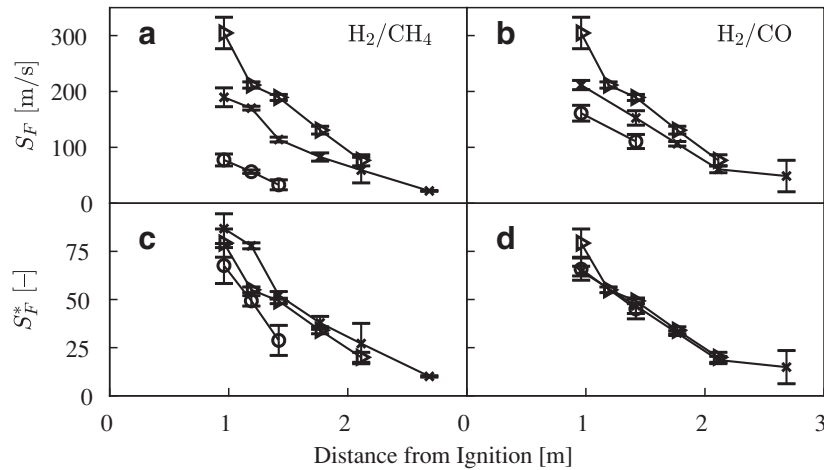 a H₂/CH₄ b H₂/CO
300
200
100
0
S_F [m/s]
c d
75
50
25
0
S*_F [−]
0 1 2 0 1 2 3
Distance from Ignition [m]